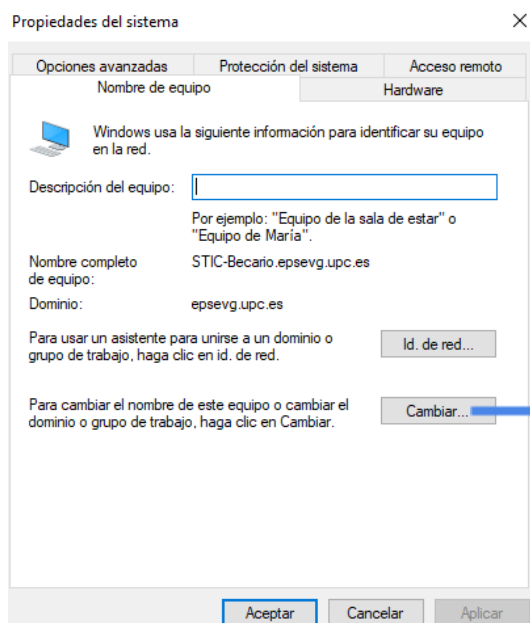 Propiedades del sistema
Opciones avanzadas
Protección del sistema
Acceso remoto
Nombre de equipo
Hardware
Windows usa la siguiente información para identificar su equipo
en la red.
Descripción del equipo:
Por ejemplo: "Equipo de la sala de estar" o
"Equipo de María".
Nombre completo
de equipo:
STIC-Becario.epsevg.upc.es
Dominio:
epsevg.upc.es
Para usar un asistente para unirse a un dominio o
grupo de trabajo, haga clic en id. de red.
Id. de red...
Para cambiar el nombre de este equipo o cambiar el
dominio o grupo de trabajo, haga clic en Cambiar.
Cambiar...
Aceptar
Cancelar
Aplicar